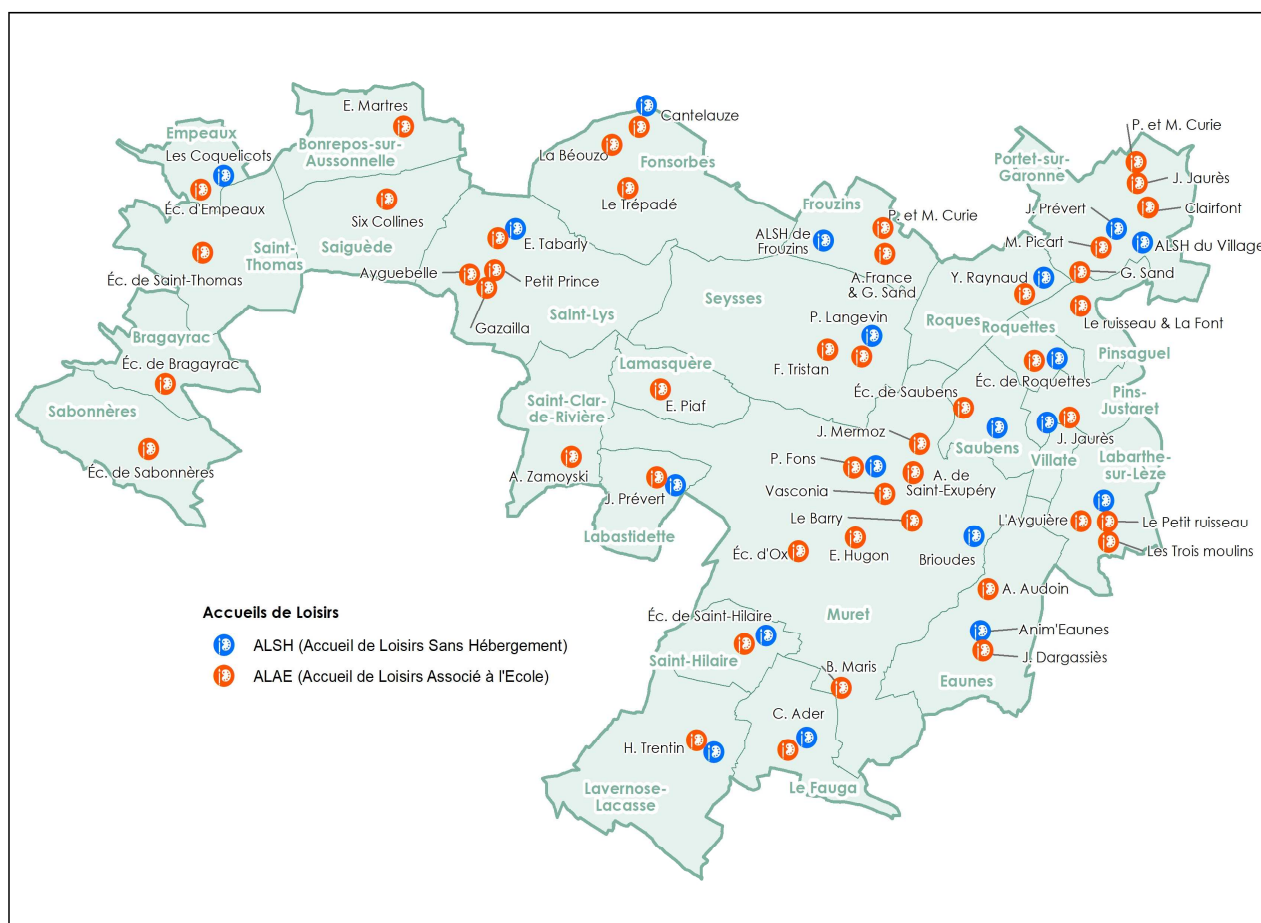 E. Martres
Cantelauze
P. et M. Curie
Empeaux
Bonrepos-sur-
Aussonnelle
Les Coquelicots
La Béouzo
Fonsorbes
Portet-sur-
Garonne
J. Jaurès
Éc. d'Empeaux
Six Collines
Le Trépadé
Frouzins
P. et M. Curie
J. Prévert
Clairfont
Saint-
Thomas
Saiguède
E. Tabarly
ALSH de
Frouzins
M. Picart
ALSH du Village
Éc. de Saint-Thomas
Ayguebelle
Petit Prince
A.France
& G. Sand
Y. Raynaud
G. Sand
Gazailla
Saint-Lys
Seysses
P. Langevin
Roques
Roquettes
Le ruisseau & La Font
Bragayrac
Éc. de Bragayrac
Lamasquère
F. Tristan
Pinsaguel
Éc. de Roquettes
Sabonnères
Saint-Clar-
de-Rivière
E. Piaf
Éc. de Saubens
Pins-
Justaret
Éc. de Sabonnères
A. Zamoyski
J. Mermoz
Saubens
J. Jaurès
Villate
Labarthe-
sur-Lèze
P. Fons
A. de
Saint-Exupéry
J. Prévert
Vasconia
Labastidette
Le Barry
L'Ayguière
Le Petit ruisseau
Éc. d'Ox
E. Hugon
Brioudes
Les Trois moulins
A. Audoin
Accueils de Loisirs
Éc. de Saint-Hilaire
Muret
Anim'Eaunes
ALSH (Accueil de Loisirs Sans Hébergement)
Saint-Hilaire
J. Dargassiès
ALAE (Accueil de Loisirs Associé à l'Ecole)
B. Maris
Eaunes
C. Ader
H. Trentin
Lavernose-
Lacasse
Le Fauga